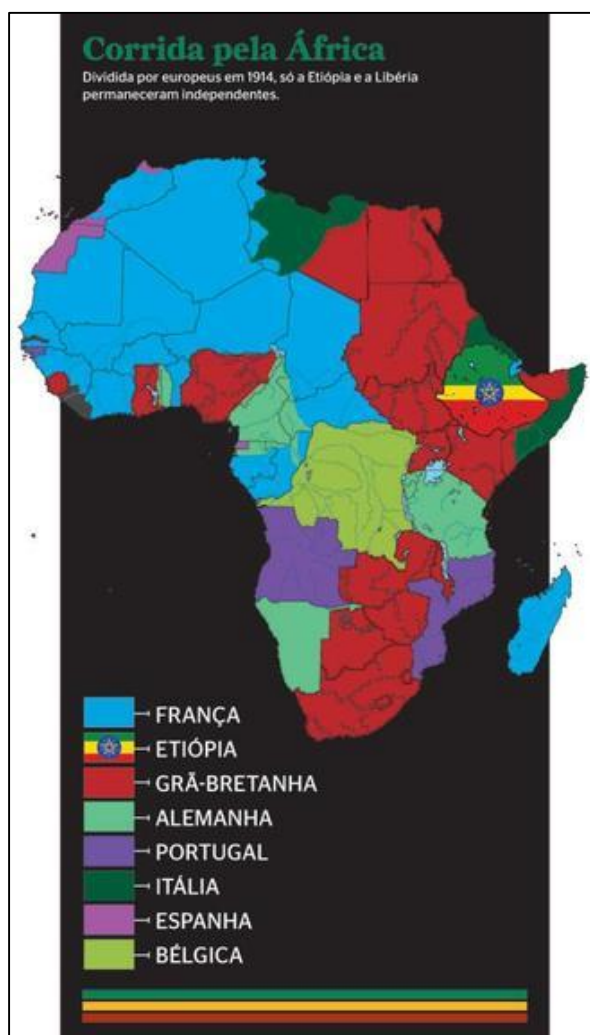 Corrida pela África
Dividida por europeus em 1914, só a Etiópia e a Libéria
permaneceram independentes.
FRANÇA
ETIÓPIA
GRÃ-BRETANHA
ALEMANHA
PORTUGAL
ITÁLIA
ESPANHA
BÉLGICA